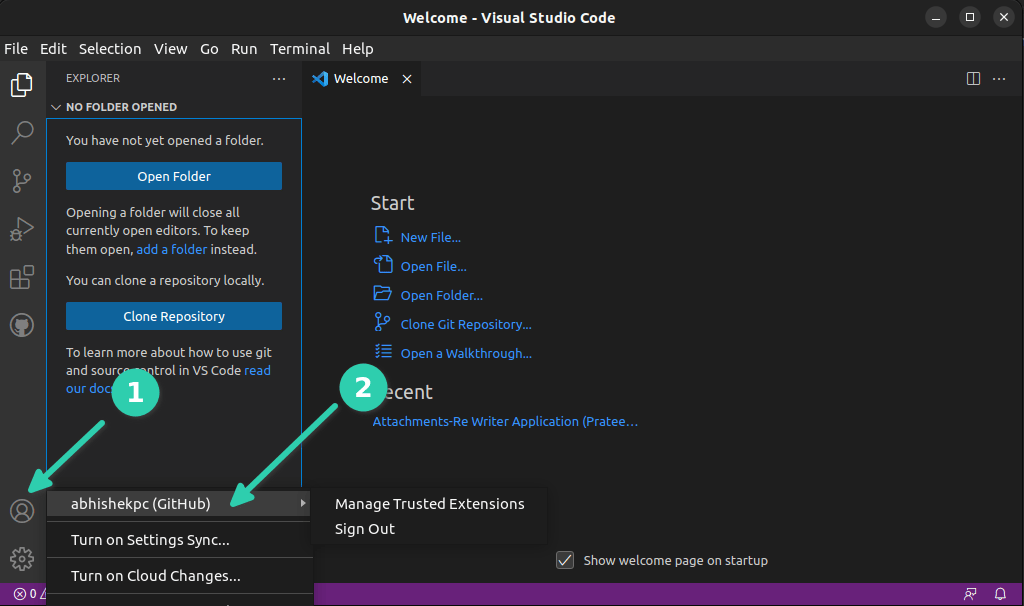 Welcome - Visual Studio Code
File Edit Selection View Go Run Terminal Help
EXPLORER
Welcome
NO FOLDER OPENED
You have not yet opened a folder.
Open Folder
Opening a folder will close all
currently open editors. To keep
them open, add a folder instead.
You can clone a repository locally.
Clone Repository
To learn more about how to use git
and source control in VS Code read
our
Start
New File...
Open File...
Open Folder...
Clone Git Repository...
Open a Walkthrough...
Recent
Attachments-Re Writer Application (Pratee…
1
2
abhishekpc (GitHub)
Turn on Settings Sync...
Turn on Cloud Changes...
Manage Trusted Extensions
Sign Out
Show welcome page on startup
0